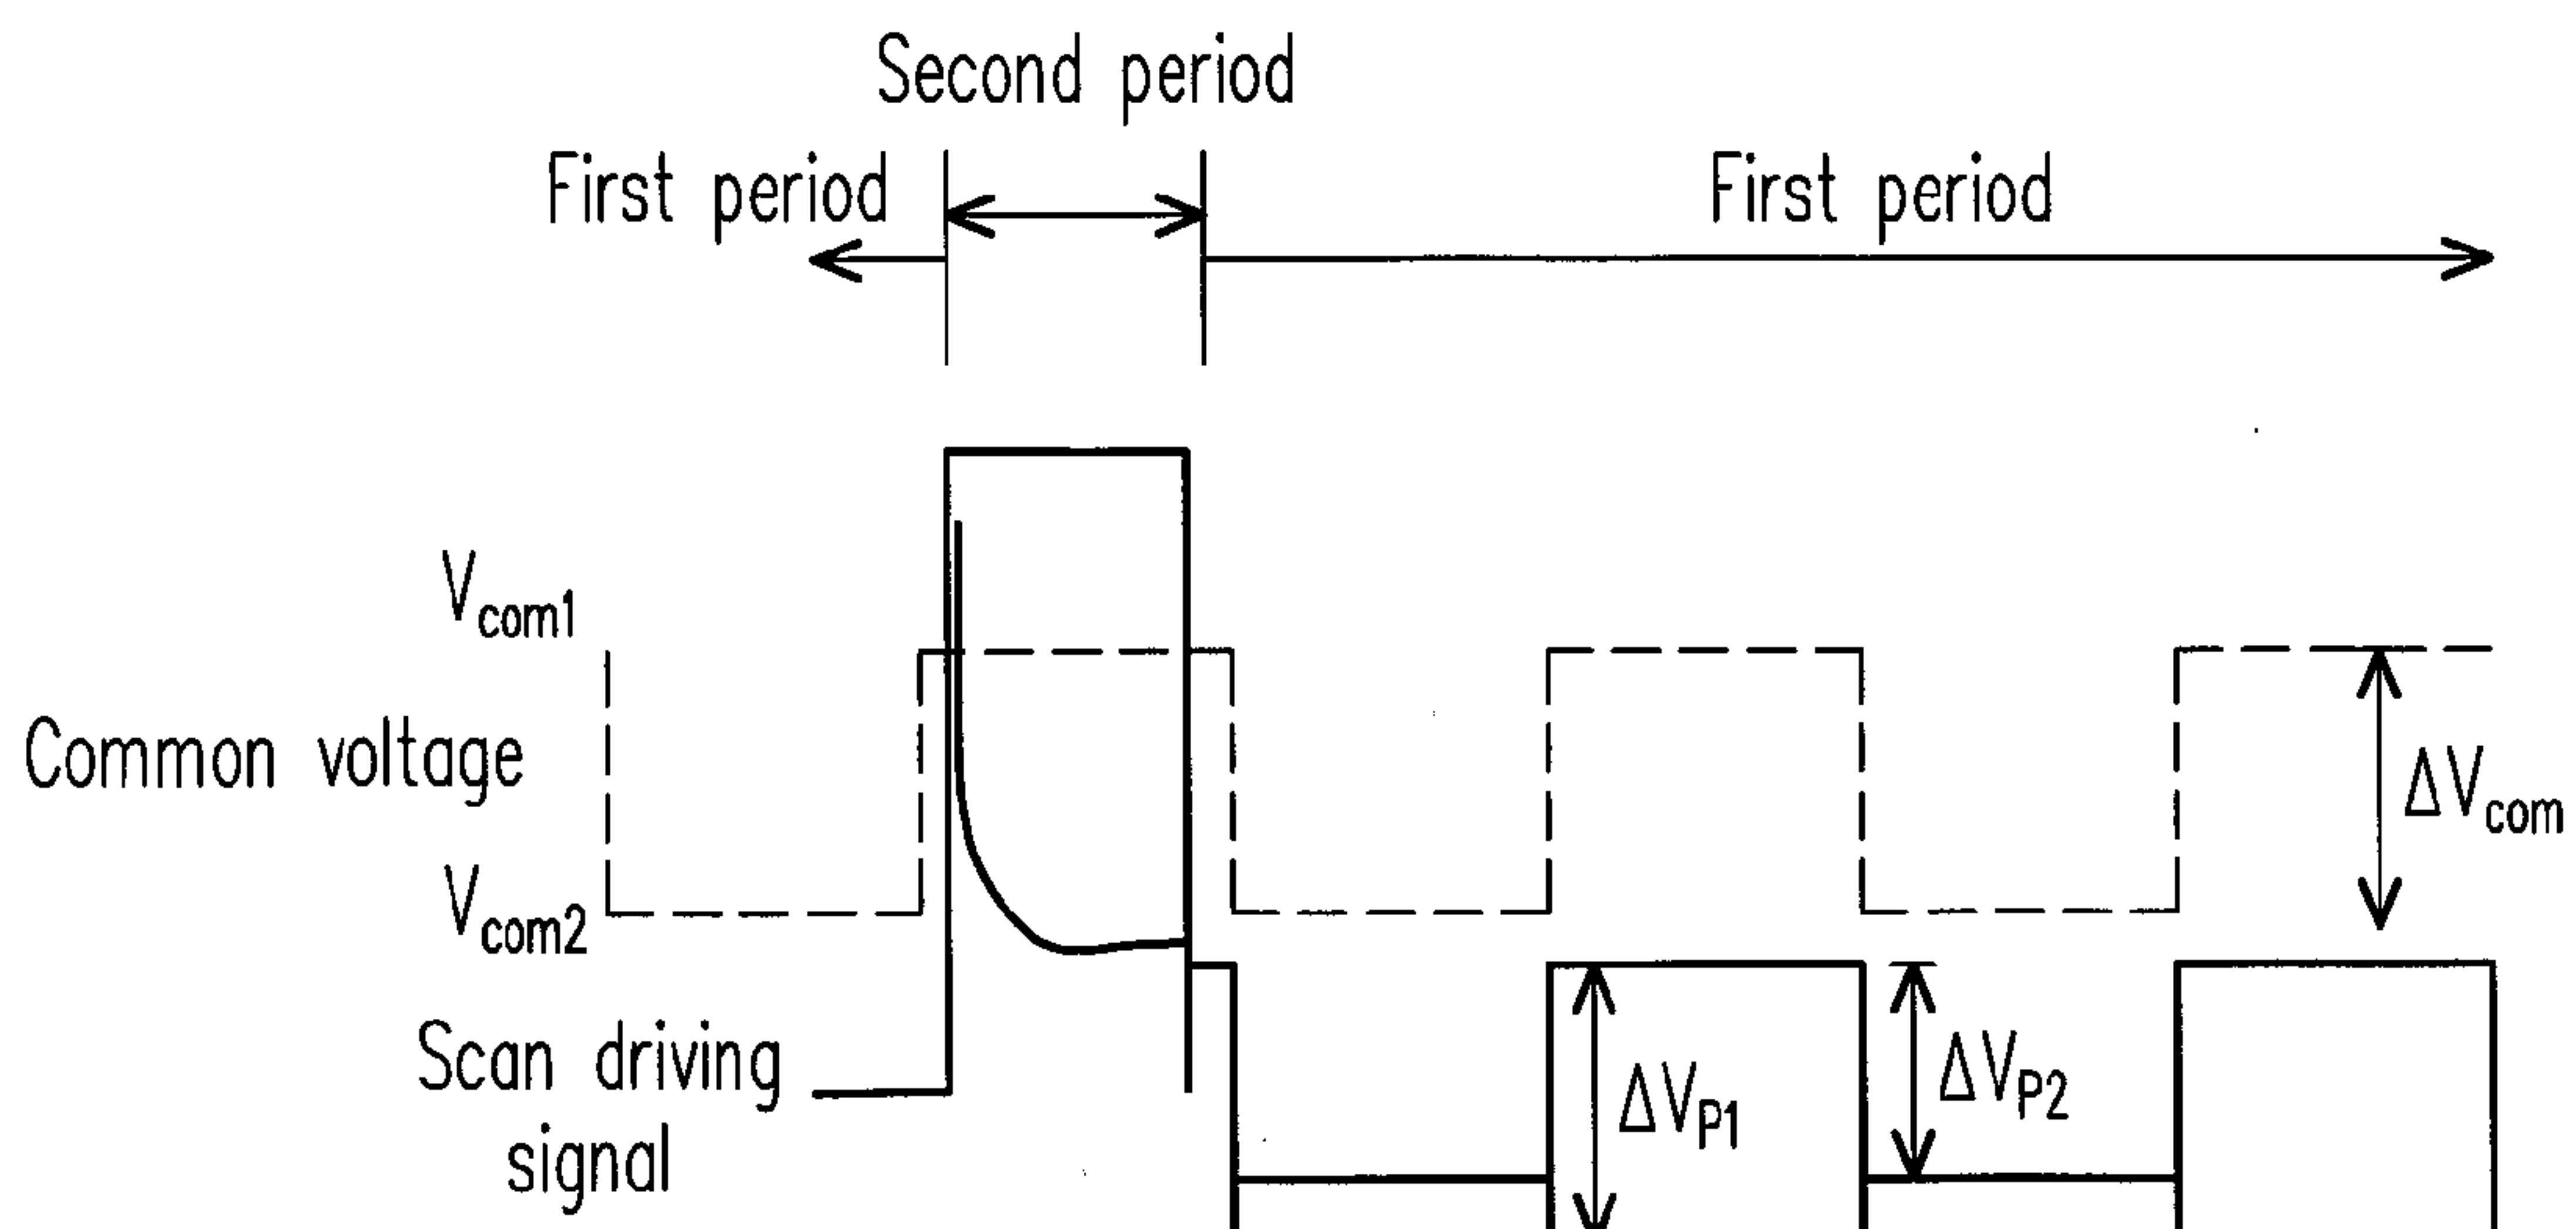 Second period
First period
First period
Vcom1
Common voltage
ΔVcom
Vcom2
Scan driving
signal
ΔVP1
ΔVP2